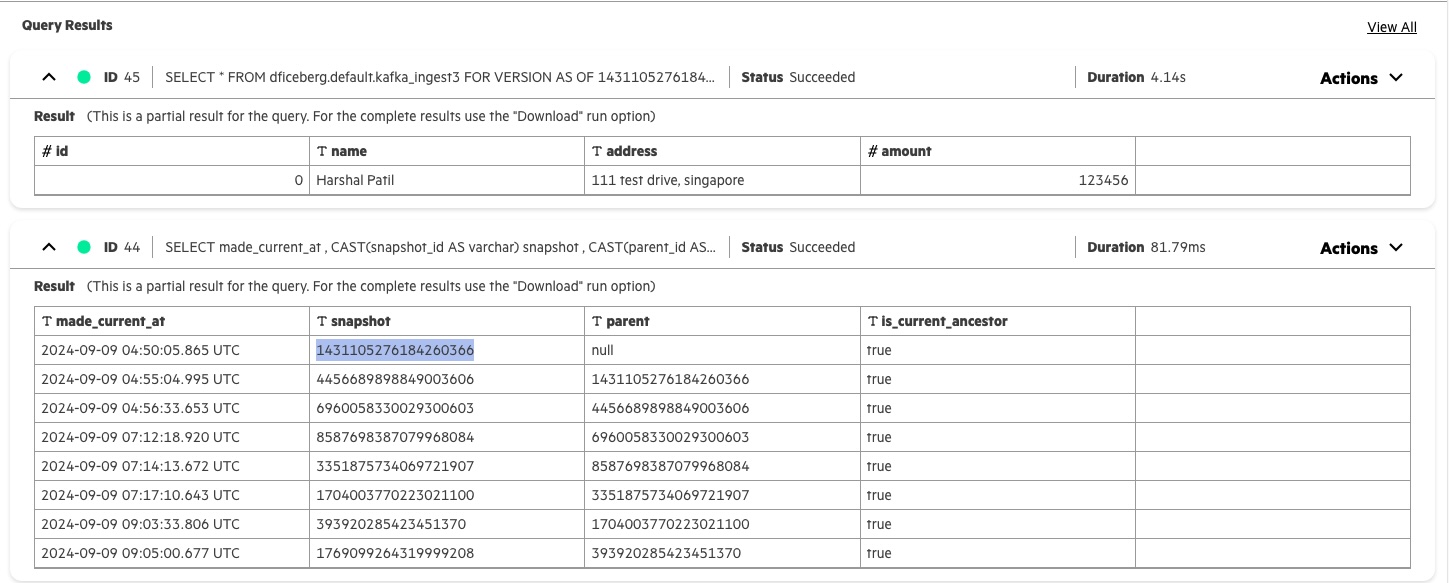 Query Results
View All
ID 45 SELECT * FROM dficeberg.default.kafka_ingest3 FOR VERSION AS OF 1431105276184... Status Succeeded Duration 4.14s Actions
Result (This is a partial result for the query. For the complete results use the "Download" run option)
# id T name T address # amount
0 Harshal Patil 111 test drive, singapore 123456
ID 44 SELECT made_current_at , CAST(snapshot_id AS varchar) snapshot , CAST(parent_id AS... Status Succeeded Duration 81.79ms Actions
Result (This is a partial result for the query. For the complete results use the "Download" run option)
T made_current_at T snapshot T parent T is_current_ancestor
2024-09-09 04:50:05.865 UTC 1431105276184260366 null true
2024-09-09 04:55:04.995 UTC 4456689898849003606 1431105276184260366 true
2024-09-09 04:56:33.653 UTC 6960058330029300603 4456689898849003606 true
2024-09-09 07:12:18.920 UTC 8587698387079968084 6960058330029300603 true
2024-09-09 07:14:13.672 UTC 3351875734069721907 8587698387079968084 true
2024-09-09 07:17:10.643 UTC 1704003770223021100 3351875734069721907 true
2024-09-09 09:03:33.806 UTC 393920285423451370 1704003770223021100 true
2024-09-09 09:05:00.677 UTC 1769099264319999208 393920285423451370 true